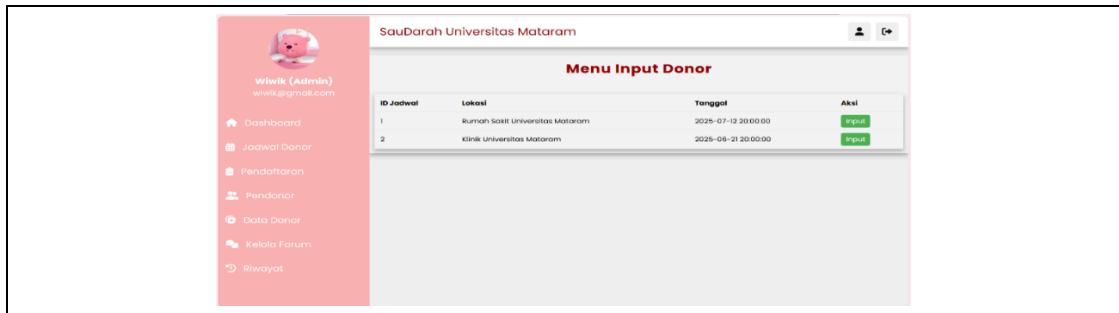 SauDarah Universitas Mataram
Wiwik (Admin)
wiwik@gmail.com
Dashboard
Jadwal Donor
Pendaftaran
Pendonor
Data Donor
Kelola Forum
Riwayat
Menu Input Donor
ID Jadwal Lokasi Tanggal Aksi
1 Rumah Sakit Universitas Mataram 2025-07-12 20:00:00 Input
2 Klinik Universitas Mataram 2025-06-21 20:00:00 Input